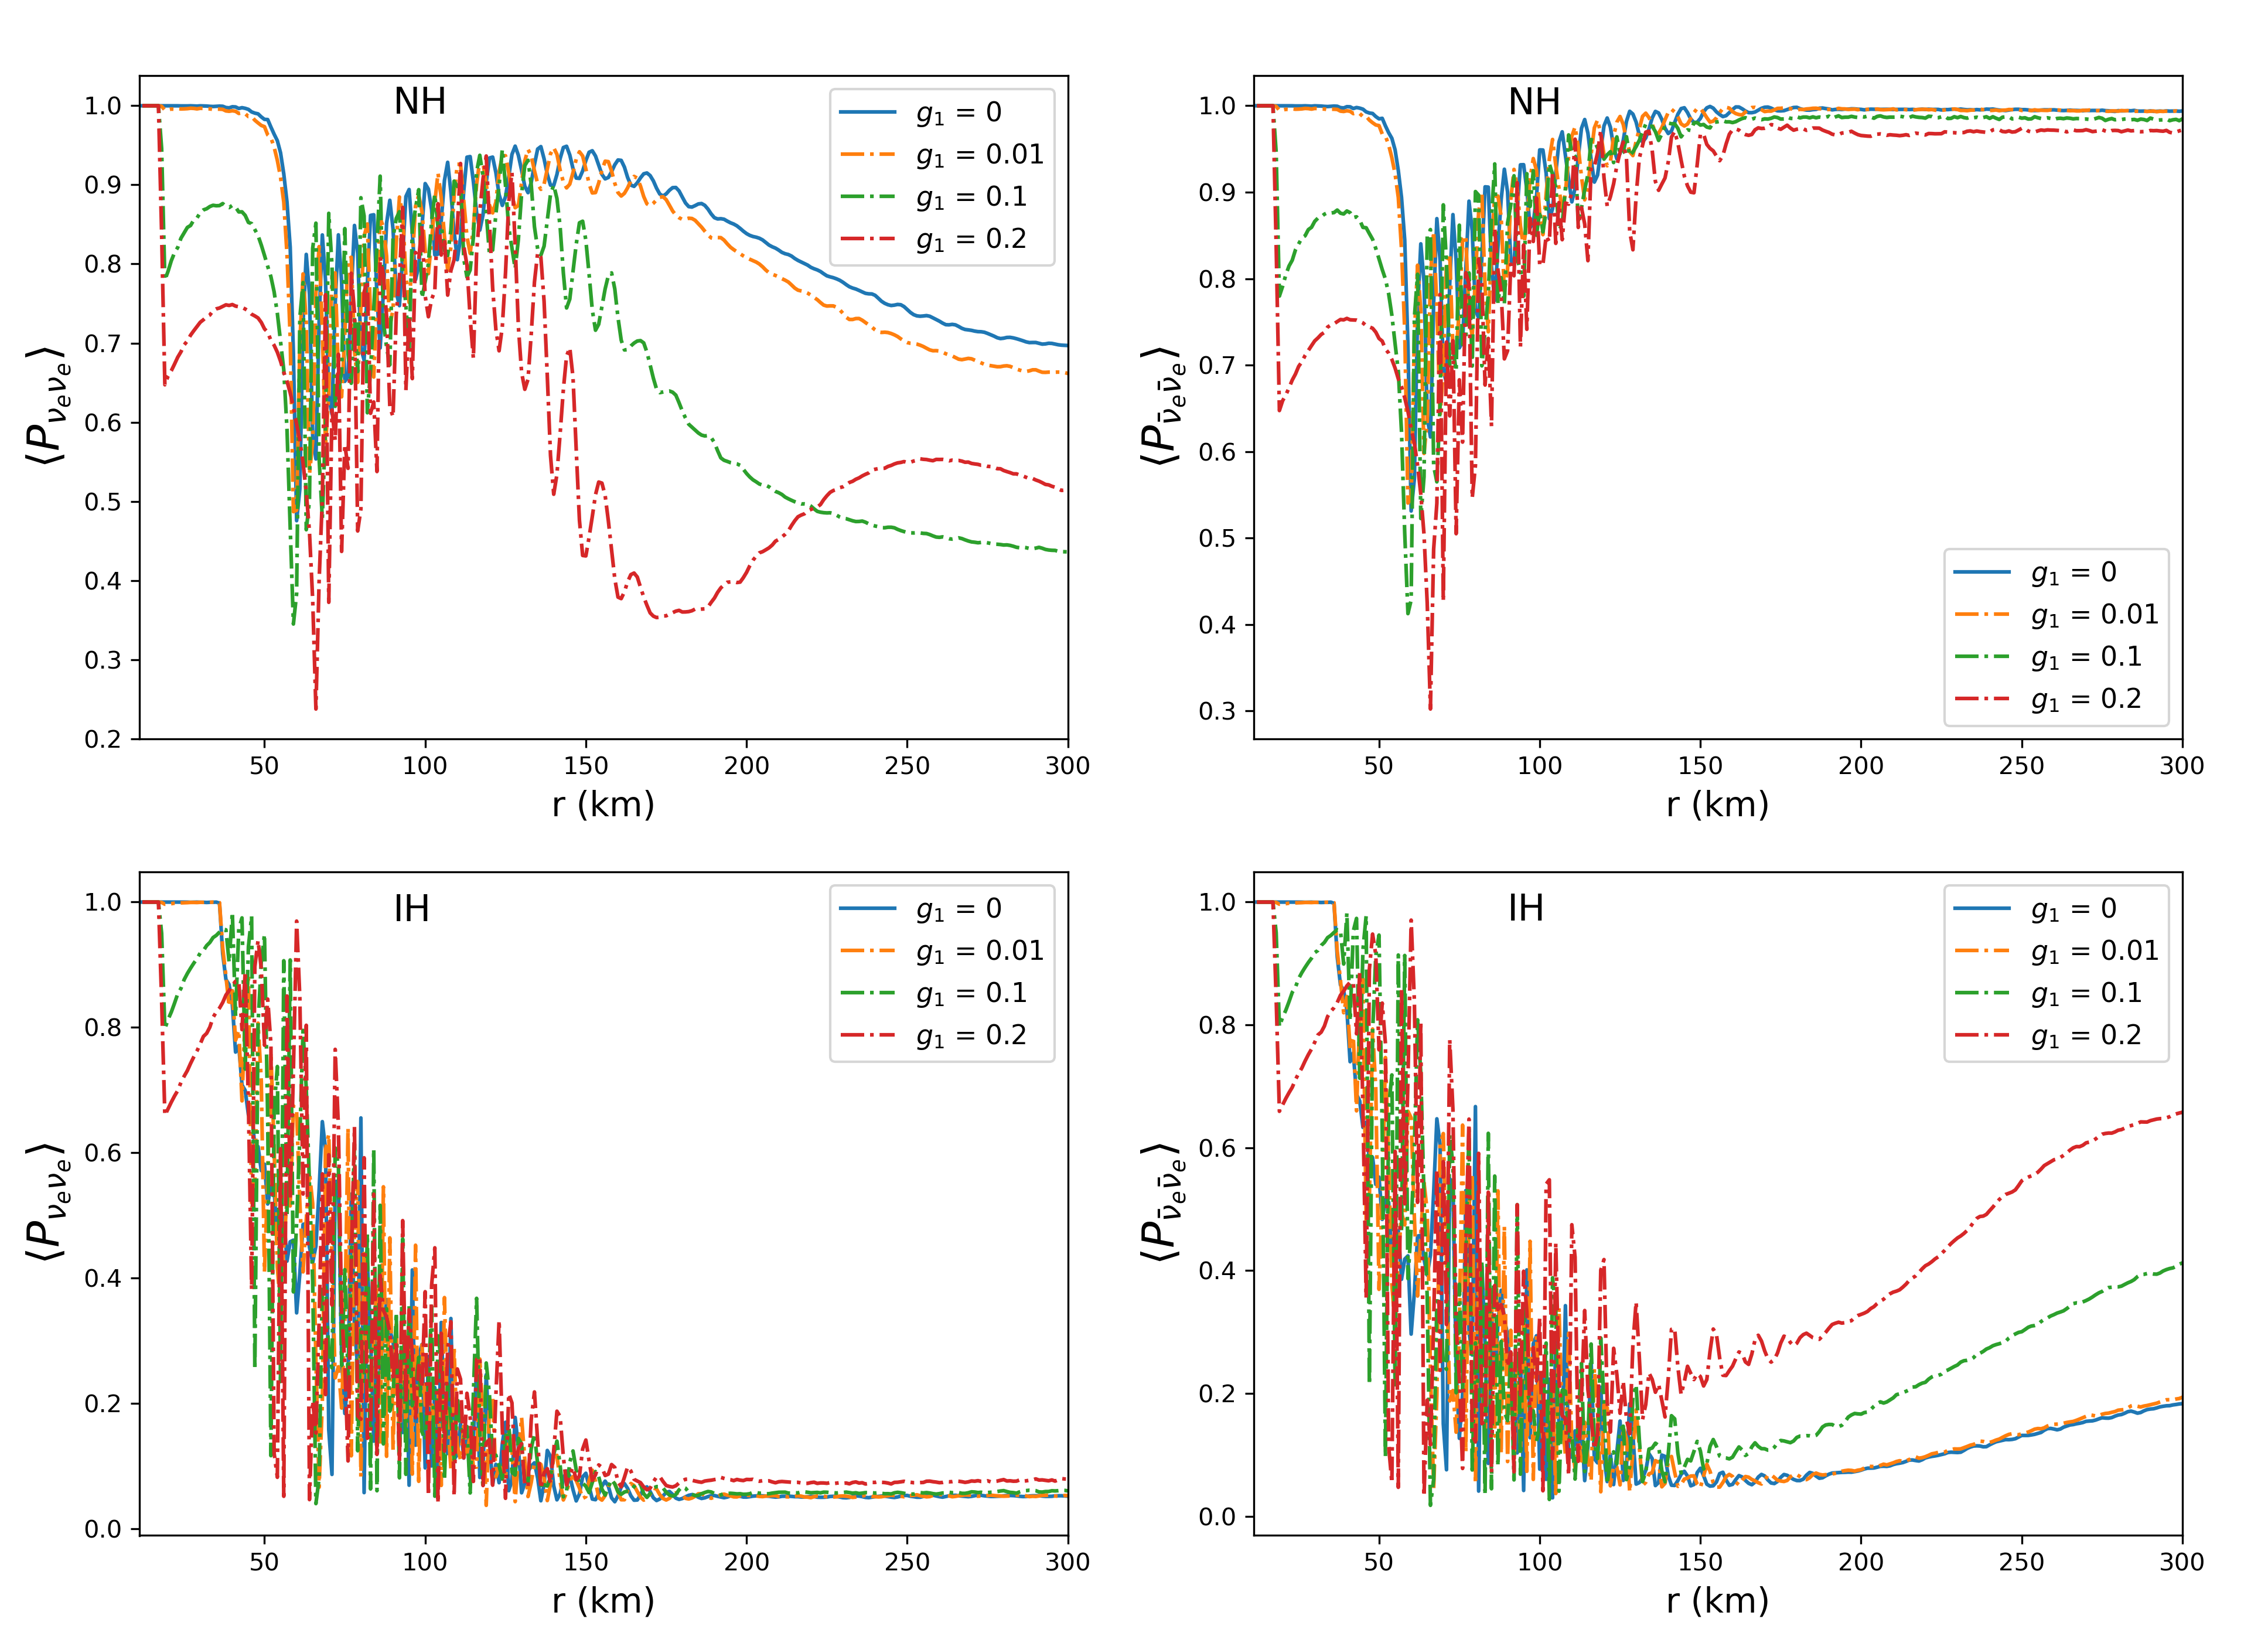 NH
g₁ = 0
g₁ = 0.01
g₁ = 0.1
g₁ = 0.2
1.0
0.9
0.8
0.7
0.6
0.5
0.4
0.3
0.2
⟨P_{ν_e ν_e}⟩
50 100 150 200 250 300
r (km)
NH
g₁ = 0
g₁ = 0.01
g₁ = 0.1
g₁ = 0.2
1.0
0.9
0.8
0.7
0.6
0.5
0.4
0.3
⟨P_{ν̄_e ν̄_e}⟩
50 100 150 200 250 300
r (km)
IH
g₁ = 0
g₁ = 0.01
g₁ = 0.1
g₁ = 0.2
1.0
0.8
0.6
0.4
0.2
0.0
⟨P_{ν_e ν_e}⟩
50 100 150 200 250 300
r (km)
IH
g₁ = 0
g₁ = 0.01
g₁ = 0.1
g₁ = 0.2
1.0
0.8
0.6
0.4
0.2
0.0
⟨P_{ν̄_e ν̄_e}⟩
50 100 150 200 250 300
r (km)